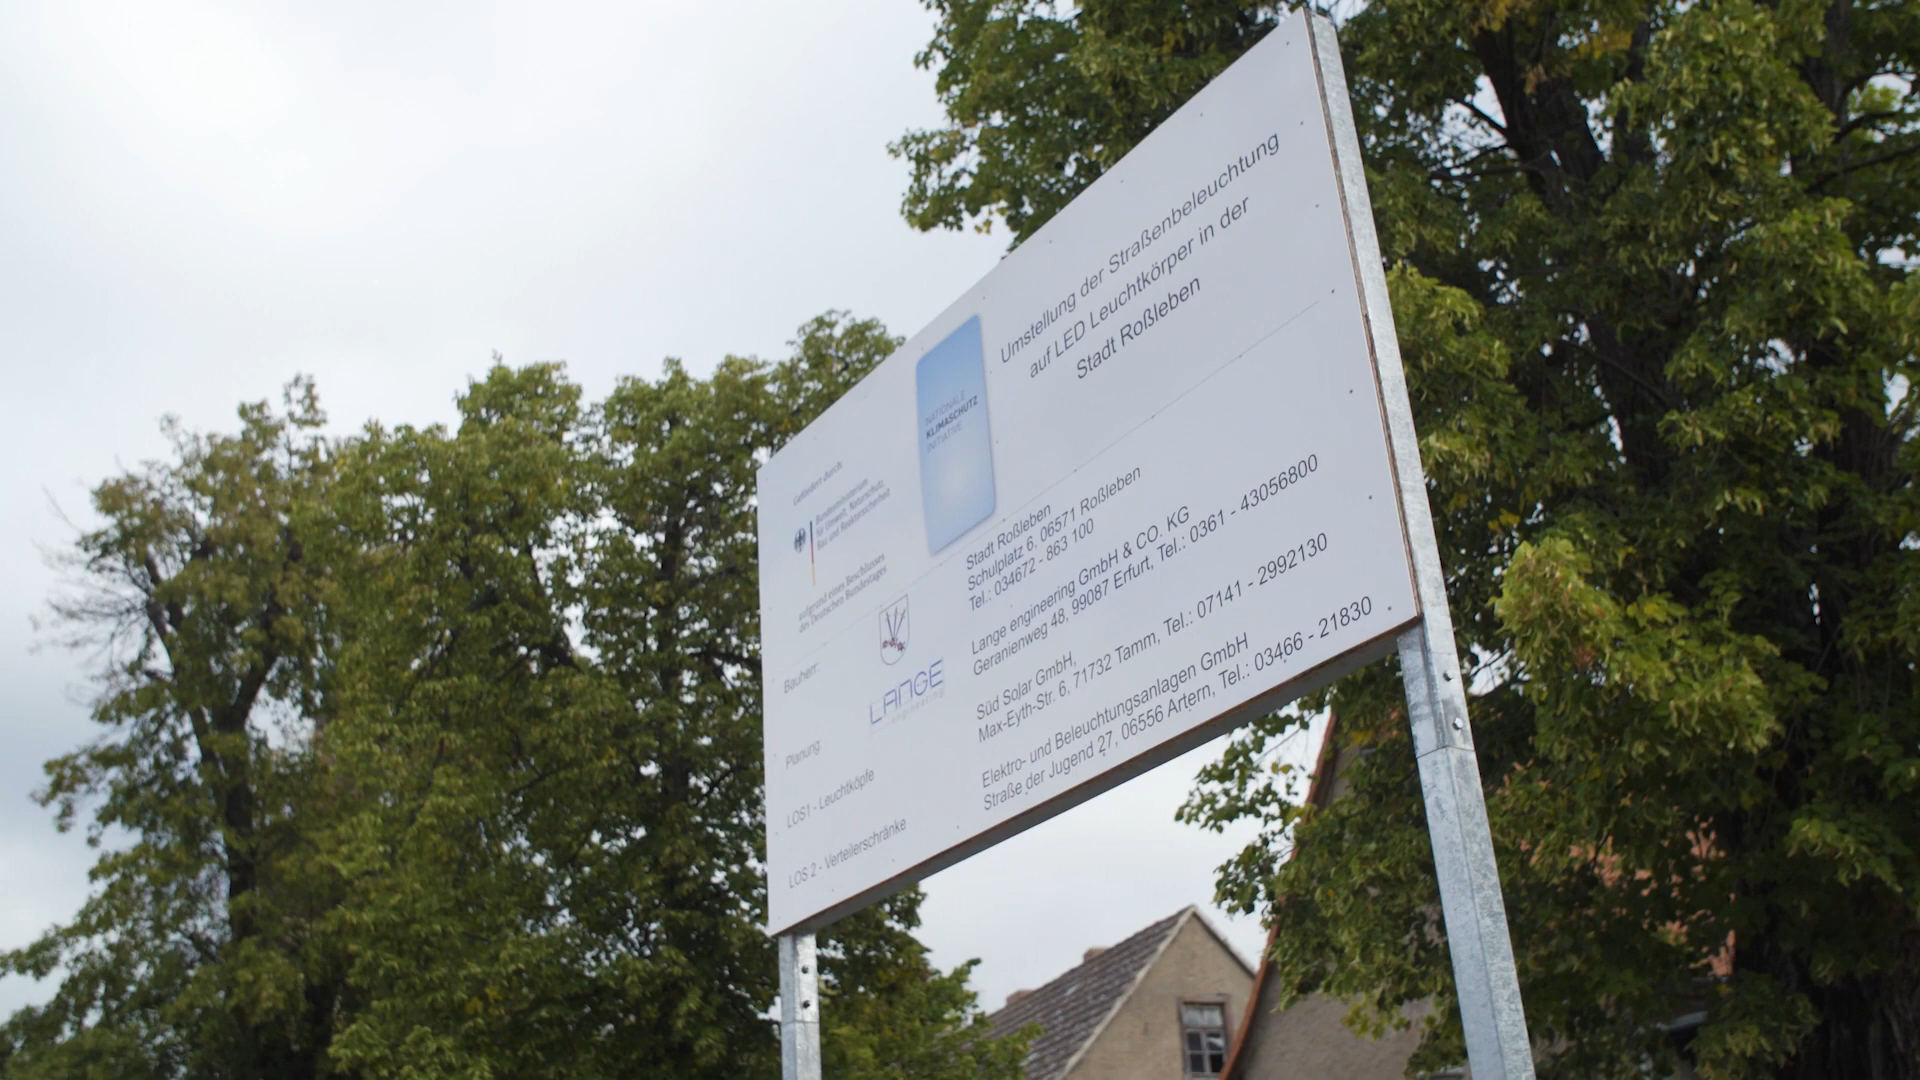 Umstellung der Straßenbeleuchtung
auf LED Leuchtkörper in der
Stadt Roßleben
NATIONALE
KLIMASCHUTZ
INITIATIVE
Gefördert durch:
Bundesministerium
für Umwelt, Naturschutz,
Bau und Reaktorsicherheit
aufgrund eines Beschlusses
des Deutschen Bundestages
Bauherr:
Stadt Roßleben
Schulplatz 6, 06571 Roßleben
Tel.: 034672 - 863 100
Planung:
LANGE
engineering
Lange engineering GmbH & CO. KG
Geranienweg 48, 99087 Erfurt, Tel.: 0361 - 43056800
LOS1 - Leuchtköpfe
Süd Solar GmbH,
Max-Eyth-Str. 6, 71732 Tamm, Tel.: 07141 - 2992130
LOS 2 - Verteilerschränke
Elektro- und Beleuchtungsanlagen GmbH
Straße der Jugend 27, 06556 Artern, Tel.: 03466 - 21830